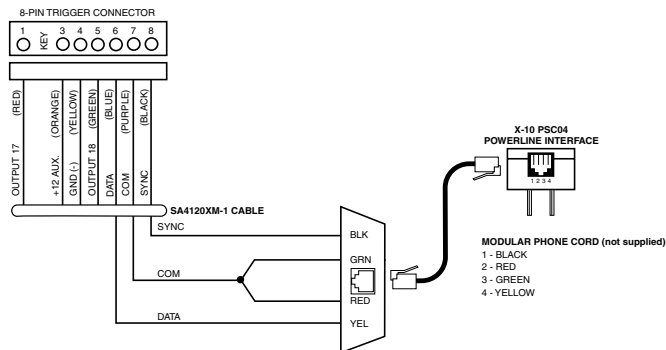 8-PIN TRIGGER CONNECTOR
1 KEY 3 4 5 6 7 8
(RED) (ORANGE) (YELLOW) (GREEN) (BLUE) (PURPLE) (BLACK)
OUTPUT 17 +12 AUX. GND (-) OUTPUT 18 DATA COM SYNC
SA4120XM-1 CABLE
SYNC
COM
DATA
BLK
GRN
RED
YEL
X-10 PSC04
POWERLINE INTERFACE
1 2 3 4
MODULAR PHONE CORD (not supplied)
1 - BLACK
2 - RED
3 - GREEN
4 - YELLOW